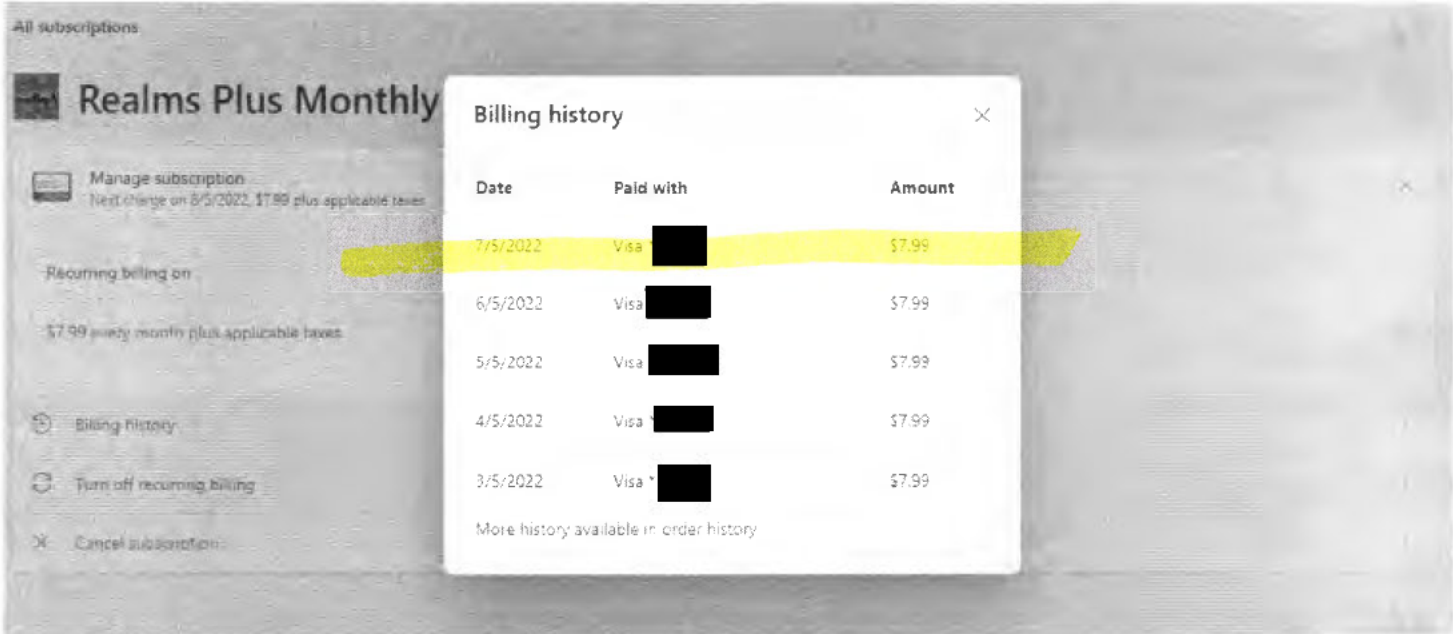 All subscriptions
Realms Plus Monthly
Manage subscription
Next charge on 8/5/2022, $7.99 plus applicable taxes
Recurring billing on
$7.99 every month plus applicable taxes
Billing history
Turn off recurring billing
Cancel subscription
Billing history
Date Paid with Amount
7/5/2022 Visa * $7.99
6/5/2022 Visa $7.99
5/5/2022 Visa $7.99
4/5/2022 Visa * $7.99
3/5/2022 Visa * $7.99
More history available in order history